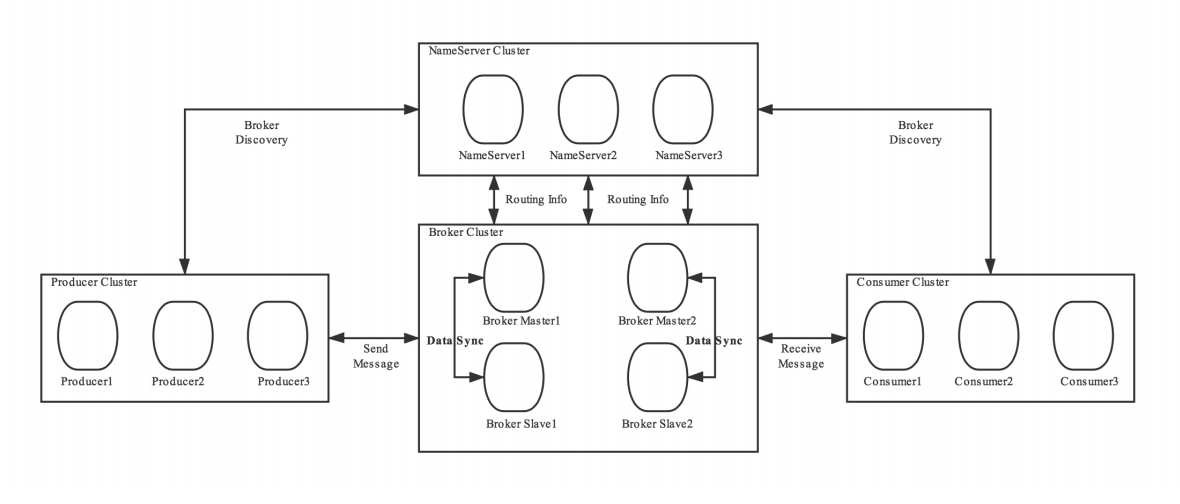 NameServer Cluster
NameServer1
NameServer2
NameServer3
Broker
Discovery
Broker
Discovery
Routing Info
Routing Info
Broker Cluster
Broker Master1
Broker Master2
Data Sync
Data Sync
Broker Slave1
Broker Slave2
Producer Cluster
Producer1
Producer2
Producer3
Send
Message
Receive
Message
Consumer Cluster
Consumer1
Consumer2
Consumer3